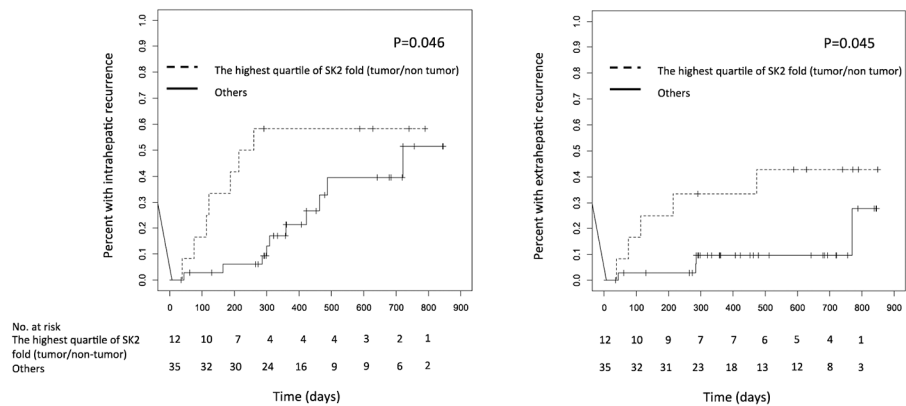 P=0.046
The highest quartile of SK2 fold (tumor/non tumor)
Others
Percent with intrahepatic recurrence
1.0
0.9
0.8
0.7
0.6
0.5
0.4
0.3
0.2
0.1
0.0
0 100 200 300 400 500 600 700 800 900
P=0.045
The highest quartile of SK2 fold (tumor/non tumor)
Others
Percent with extrahepatic recurrence
1.0
0.9
0.8
0.7
0.6
0.5
0.4
0.3
0.2
0.1
0.0
0 100 200 300 400 500 600 700 800 900
No. at risk
The highest quartile of SK2 12 10 7 4 4 4 3 2 1
fold (tumor/non-tumor)
Others 35 32 30 24 16 9 9 6 2
Time (days)
12 10 9 7 7 6 5 4 1
35 32 31 23 18 13 12 8 3
Time (days)